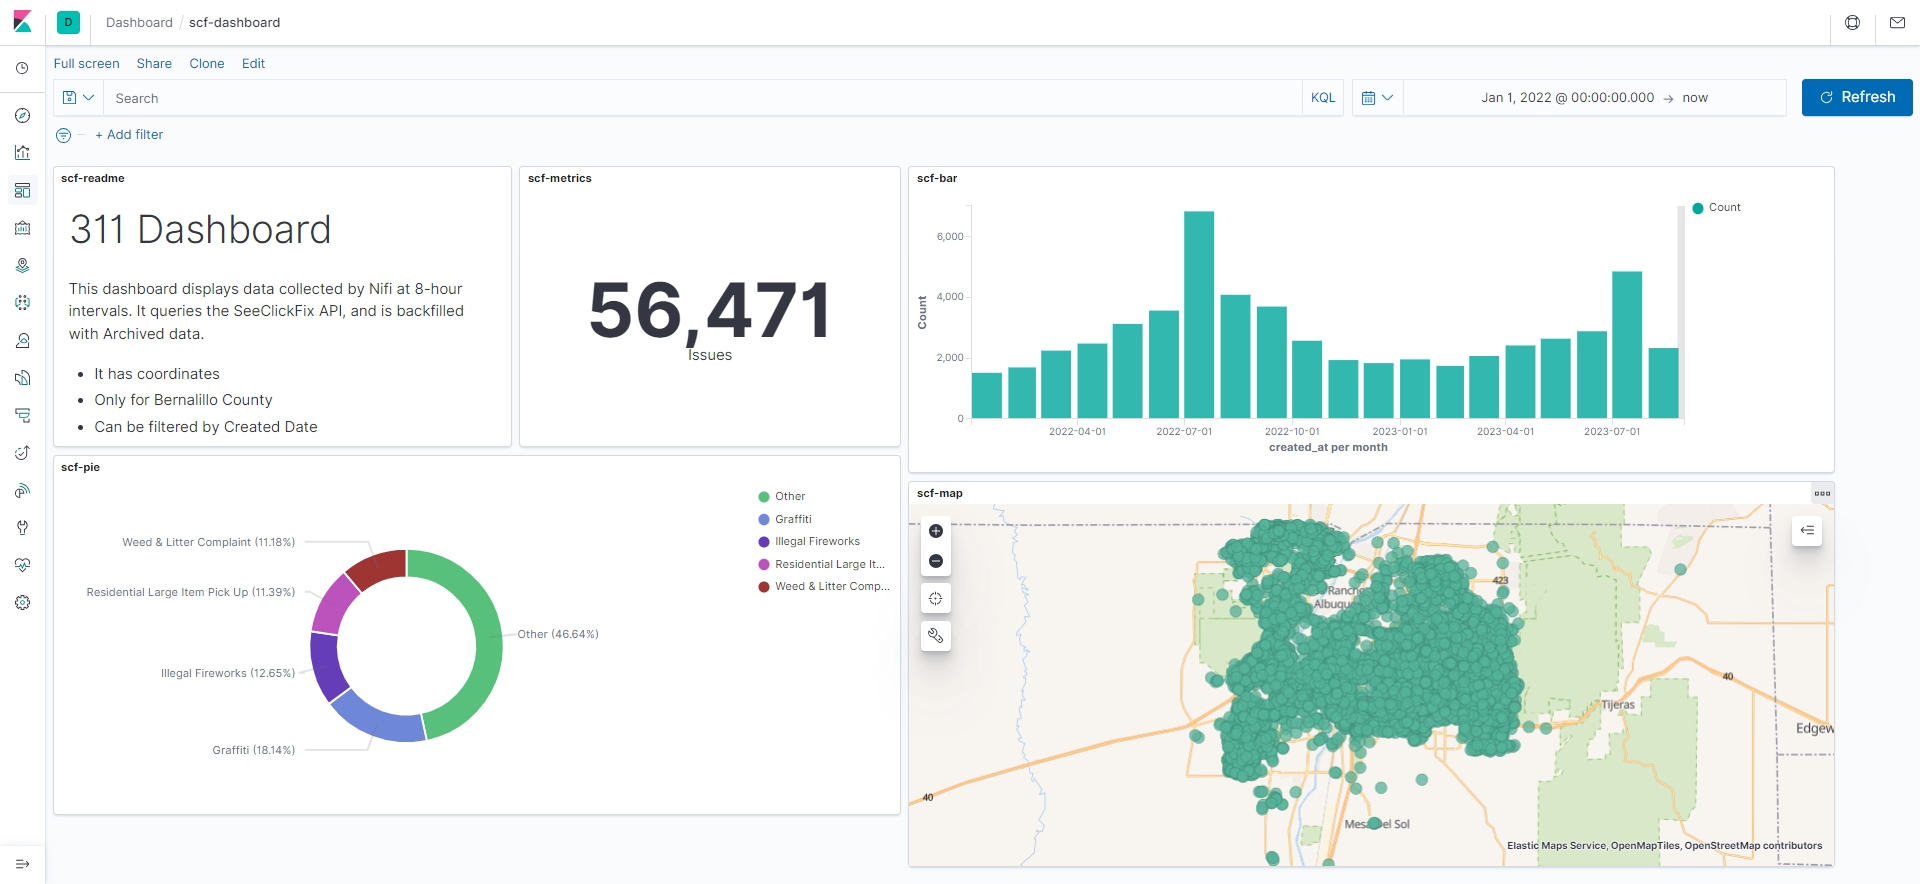 D
Dashboard / scf-dashboard
Full screen Share Clone Edit
Search
KQL
Jan 1, 2022 @ 00:00:00.000 → now
Refresh
+ Add filter
scf-readme
311 Dashboard
This dashboard displays data collected by Nifi at 8-hour
intervals. It queries the SeeClickFix API, and is backfilled
with Archived data.
• It has coordinates
• Only for Bernalillo County
• Can be filtered by Created Date
scf-metrics
56,471
Issues
scf-bar
Count
6,000
4,000
2,000
0
Count
2022-04-01 2022-07-01 2022-10-01 2023-01-01 2023-04-01 2023-07-01
created_at per month
scf-pie
Other
Graffiti
Illegal Fireworks
Residential Large It...
Weed & Litter Comp...
Weed & Litter Complaint (11.18%)
Residential Large Item Pick Up (11.39%)
Other (46.64%)
Illegal Fireworks (12.65%)
Graffiti (18.14%)
scf-map
423
Ranch
Albuqu
40
Tijeras
Edgew
40
Mesa Del Sol
Elastic Maps Service, OpenMapTiles, OpenStreetMap contributors